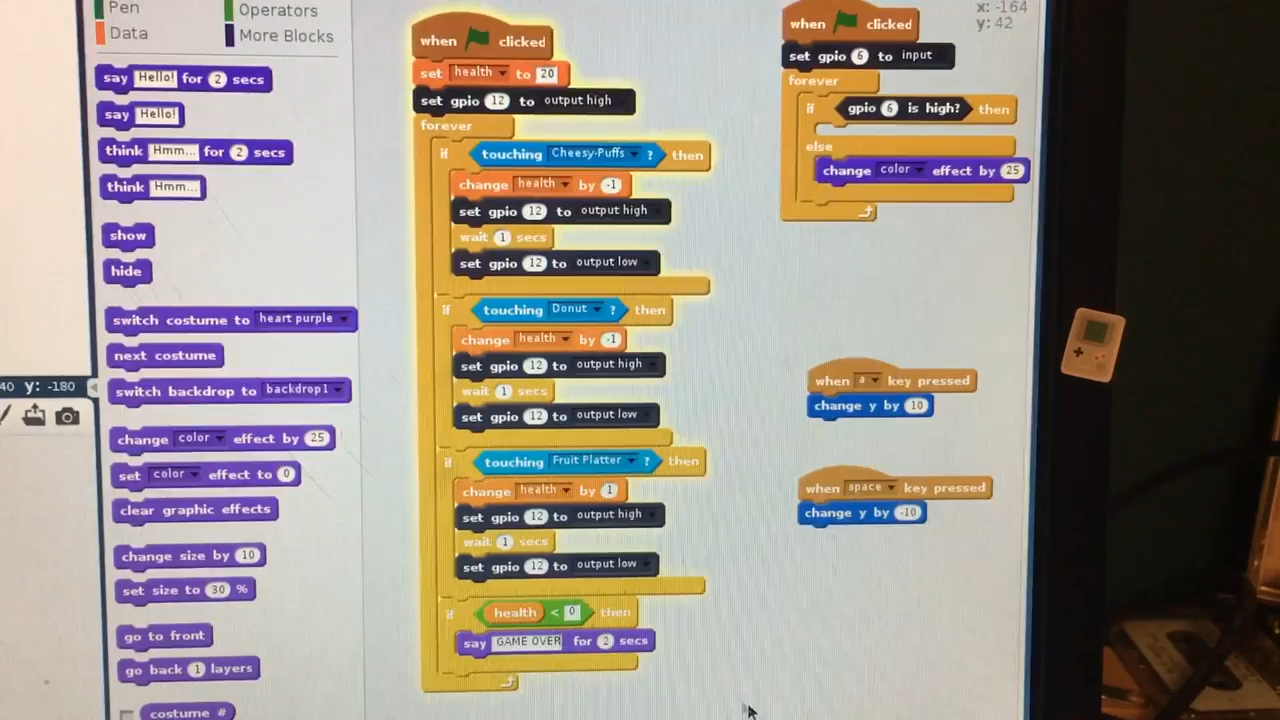 Pen
Operators
Data
More Blocks
say Hello! for 2 secs
say Hello!
think Hmm... for 2 secs
think Hmm...
show
hide
switch costume to heart purple
next costume
switch backdrop to backdrop1
change color effect by 25
set color effect to 0
clear graphic effects
change size by 10
set size to 30 %
go to front
go back 1 layers
costume #
40 y: -180
when clicked
set health to 20
set gpio 12 to output high
forever
if touching Cheesy-Puffs ? then
change health by -1
set gpio 12 to output high
wait 1 secs
set gpio 12 to output low
if touching Donut ? then
change health by -1
set gpio 12 to output high
wait 1 secs
set gpio 12 to output low
if touching Fruit Platter ? then
change health by 1
set gpio 12 to output high
wait 1 secs
set gpio 12 to output low
if health < 0 then
say GAME OVER for 2 secs
when clicked
set gpio 6 to input
forever
if gpio 6 is high? then
else
change color effect by 25
x: -164
y: 42
when a key pressed
change y by 10
when space key pressed
change y by -10